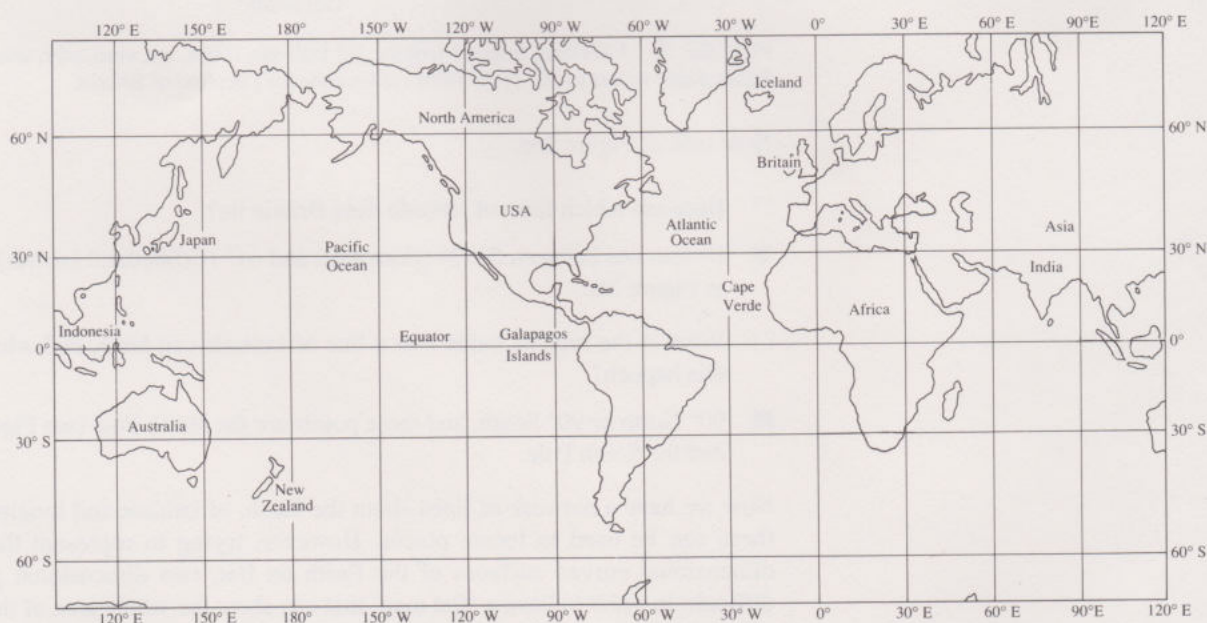 120° E 150° E 180° 150° W 120° W 90° W 60° W 30° W 0° 30° E 60° E 90° E 120° E
Iceland
North America
60° N 60° N
Britain
USA
Japan Pacific Ocean Atlantic Ocean Asia
30° N 30° N
India
Cape Verde Africa
Indonesia Equator Galapagos Islands
0° 0°
Australia
30° S 30° S
New Zealand
60° S 60° S
120° E 150° E 180° 150° W 120° W 90° W 60° W 30° W 0° 30° E 60° E 90° E 120° E